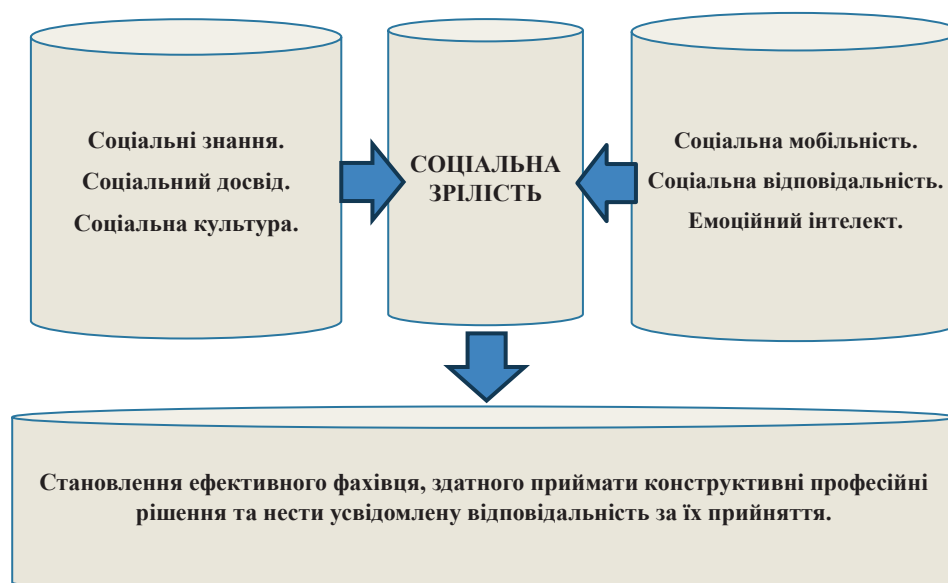 Соціальні знання.
Соціальний досвід.
Соціальна культура.
СОЦІАЛЬНА
ЗРІЛІСТЬ
Соціальна мобільність.
Соціальна відповідальність.
Емоційний інтелект.
Становлення ефективного фахівця, здатного приймати конструктивні професійні
рішення та нести усвідомлену відповідальність за їх прийняття.